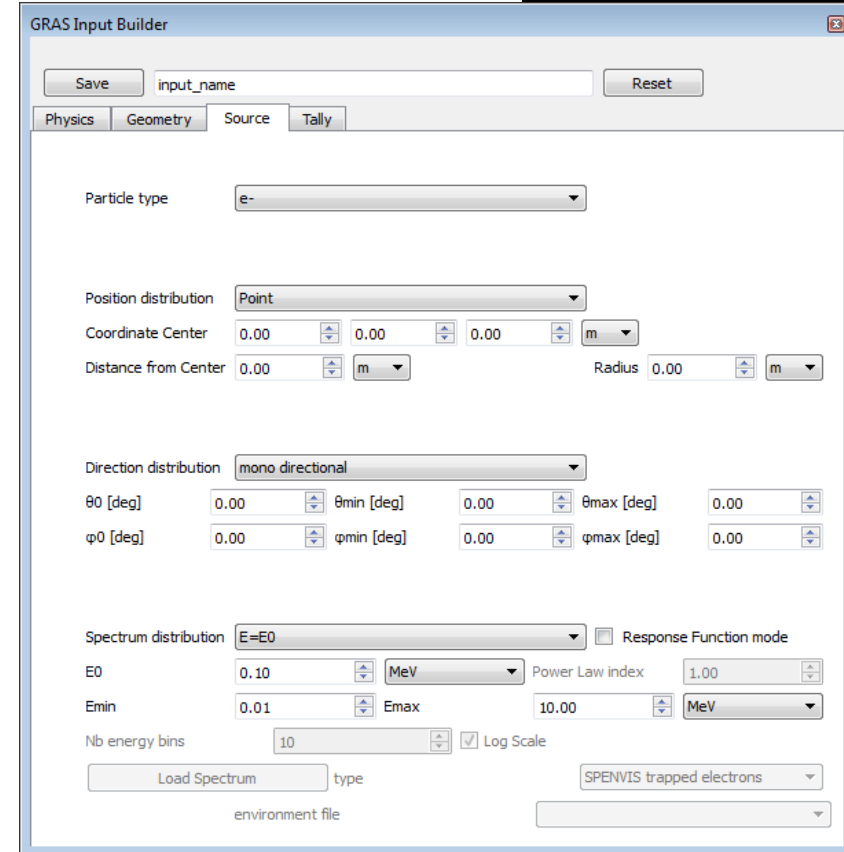 GRAS Input Builder
Save input_name Reset
Physics Geometry Source Tally
Particle type e-
Position distribution Point
Coordinate Center 0.00 0.00 0.00 m
Distance from Center 0.00 m Radius 0.00 m
Direction distribution mono directional
θ0 [deg] 0.00 θmin [deg] 0.00 θmax [deg] 0.00
φ0 [deg] 0.00 φmin [deg] 0.00 φmax [deg] 0.00
Spectrum distribution E=E0 Response Function mode
E0 0.10 MeV Power Law index 1.00
Emin 0.01 Emax 10.00 MeV
Nb energy bins 10 Log Scale
Load Spectrum type SPENVIS trapped electrons
environment file